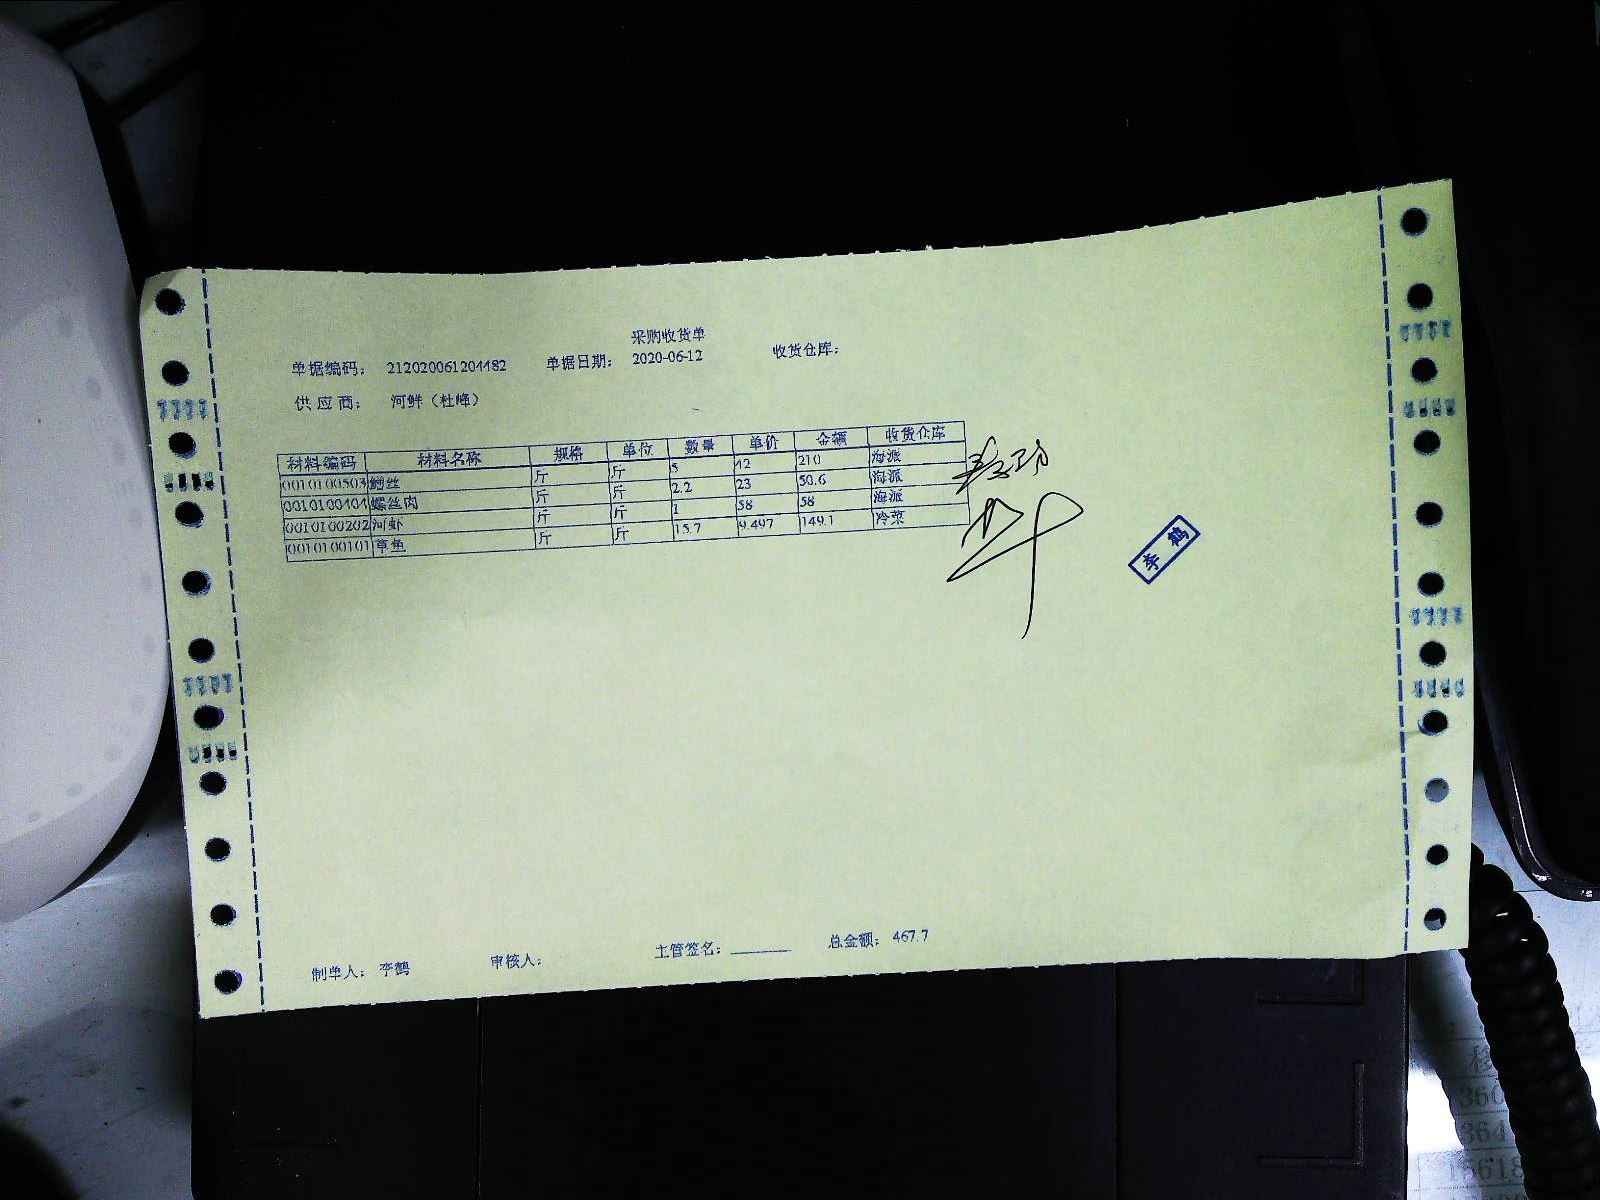 采购收货单
单据编码： 212020061204482 单据日期： 2020-06-12 收货仓库：
供应商： 河鲜（杜峰）
材料编码 材料名称 规格 单位 数量 单价 金额 收货仓库
0010100503 鳝丝 斤 斤 5 42 210 海派
0010100404 螺丝肉 斤 斤 2.2 23 50.6 海派
0010100202 河虾 斤 斤 1 58 58 海派
0010100101 草鱼 斤 斤 15.7 9.497 149.1 冷菜
李鹤
制单人： 李鹤 审核人： 主管签名： 总金额： 467.7